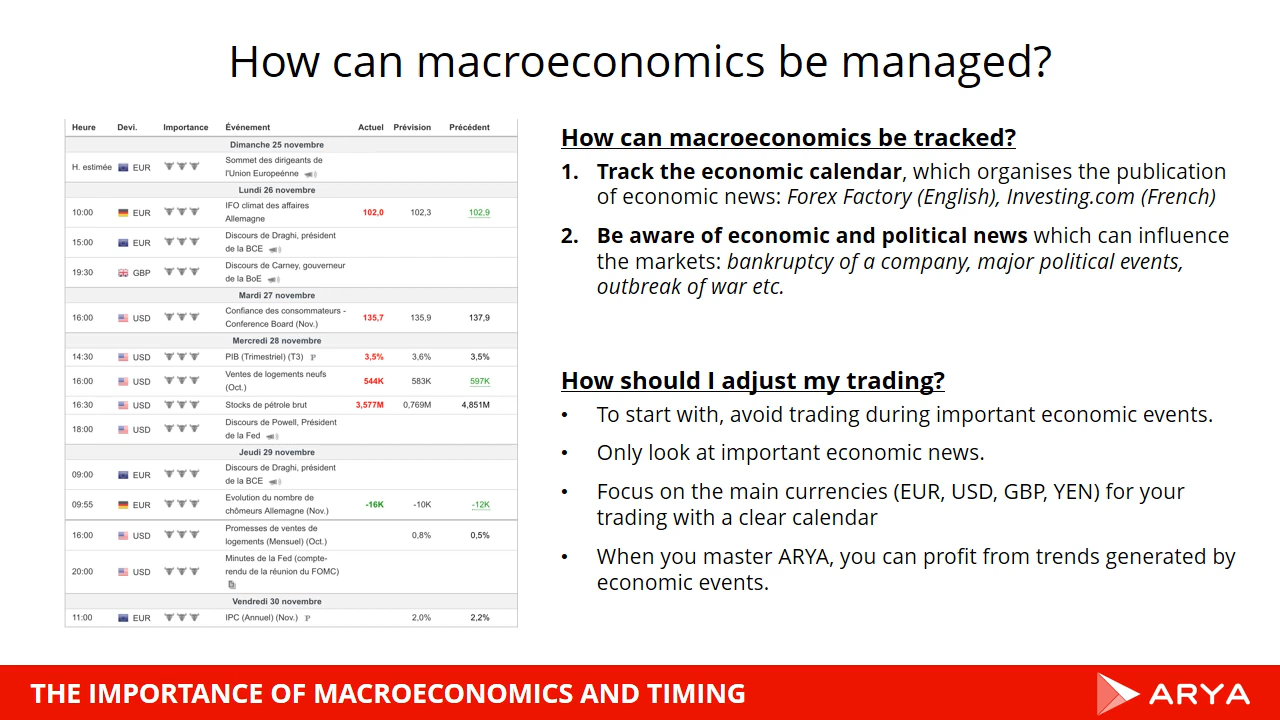 How can macroeconomics be managed?
Heure Devi. Importance Événement Actuel Prévision Précédent
Dimanche 25 novembre
H. estimée EUR Sommet des dirigeants de
l'Union Europeénne
Lundi 26 novembre
10:00 EUR IFO climat des affaires 102,0 102,3 102,9
Allemagne
15:00 EUR Discours de Draghi, président
de la BCE
19:30 GBP Discours de Carney, gouverneur
de la BoE
Mardi 27 novembre
16:00 USD Confiance des consommateurs - 135,7 135,9 137,9
Conference Board (Nov.)
Mercredi 28 novembre
14:30 USD PIB (Trimestriel) (T3) P 3,5% 3,6% 3,5%
16:00 USD Ventes de logements neufs 544K 583K 597K
(Oct.)
16:30 USD Stocks de pétrole brut 3,577M 0,769M 4,851M
18:00 USD Discours de Powell, Président
de la Fed
Jeudi 29 novembre
09:00 EUR Discours de Draghi, président
de la BCE
09:55 EUR Evolution du nombre de -16K -10K -12K
chômeurs Allemagne (Nov.)
16:00 USD Promesses de ventes de 0,8% 0,5%
logements (Mensuel) (Oct.)
20:00 USD Minutes de la Fed (compte-
rendu de la réunion du FOMC)
Vendredi 30 novembre
11:00 EUR IPC (Annuel) (Nov.) P 2,0% 2,2%
How can macroeconomics be tracked?
1. Track the economic calendar, which organises the publication
of economic news: Forex Factory (English), Investing.com (French)
2. Be aware of economic and political news which can influence
the markets: bankruptcy of a company, major political events,
outbreak of war etc.
How should I adjust my trading?
• To start with, avoid trading during important economic events.
• Only look at important economic news.
• Focus on the main currencies (EUR, USD, GBP, YEN) for your
trading with a clear calendar
• When you master ARYA, you can profit from trends generated by
economic events.
THE IMPORTANCE OF MACROECONOMICS AND TIMING
ARYA